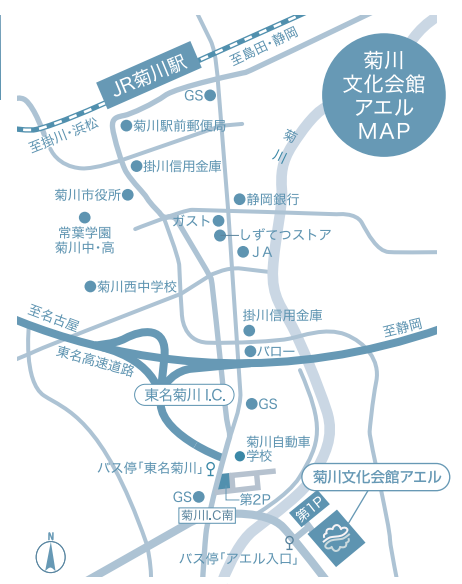 菊川
文化会館
アエル
MAP
JR菊川駅
至島田・静岡
GS
至掛川・浜松
菊川駅前郵便局
菊川
掛川信用金庫
菊川市役所
静岡銀行
常葉学園
菊川中・高
ガスト
しずてつストア
JA
菊川西中学校
至名古屋
掛川信用金庫
至静岡
東名高速道路
バロー
東名菊川 I.C.
GS
菊川自動車
学校
バス停「東名菊川」
菊川文化会館アエル
GS
第2P
第1P
菊川I.C南
N
バス停「アエル入口」